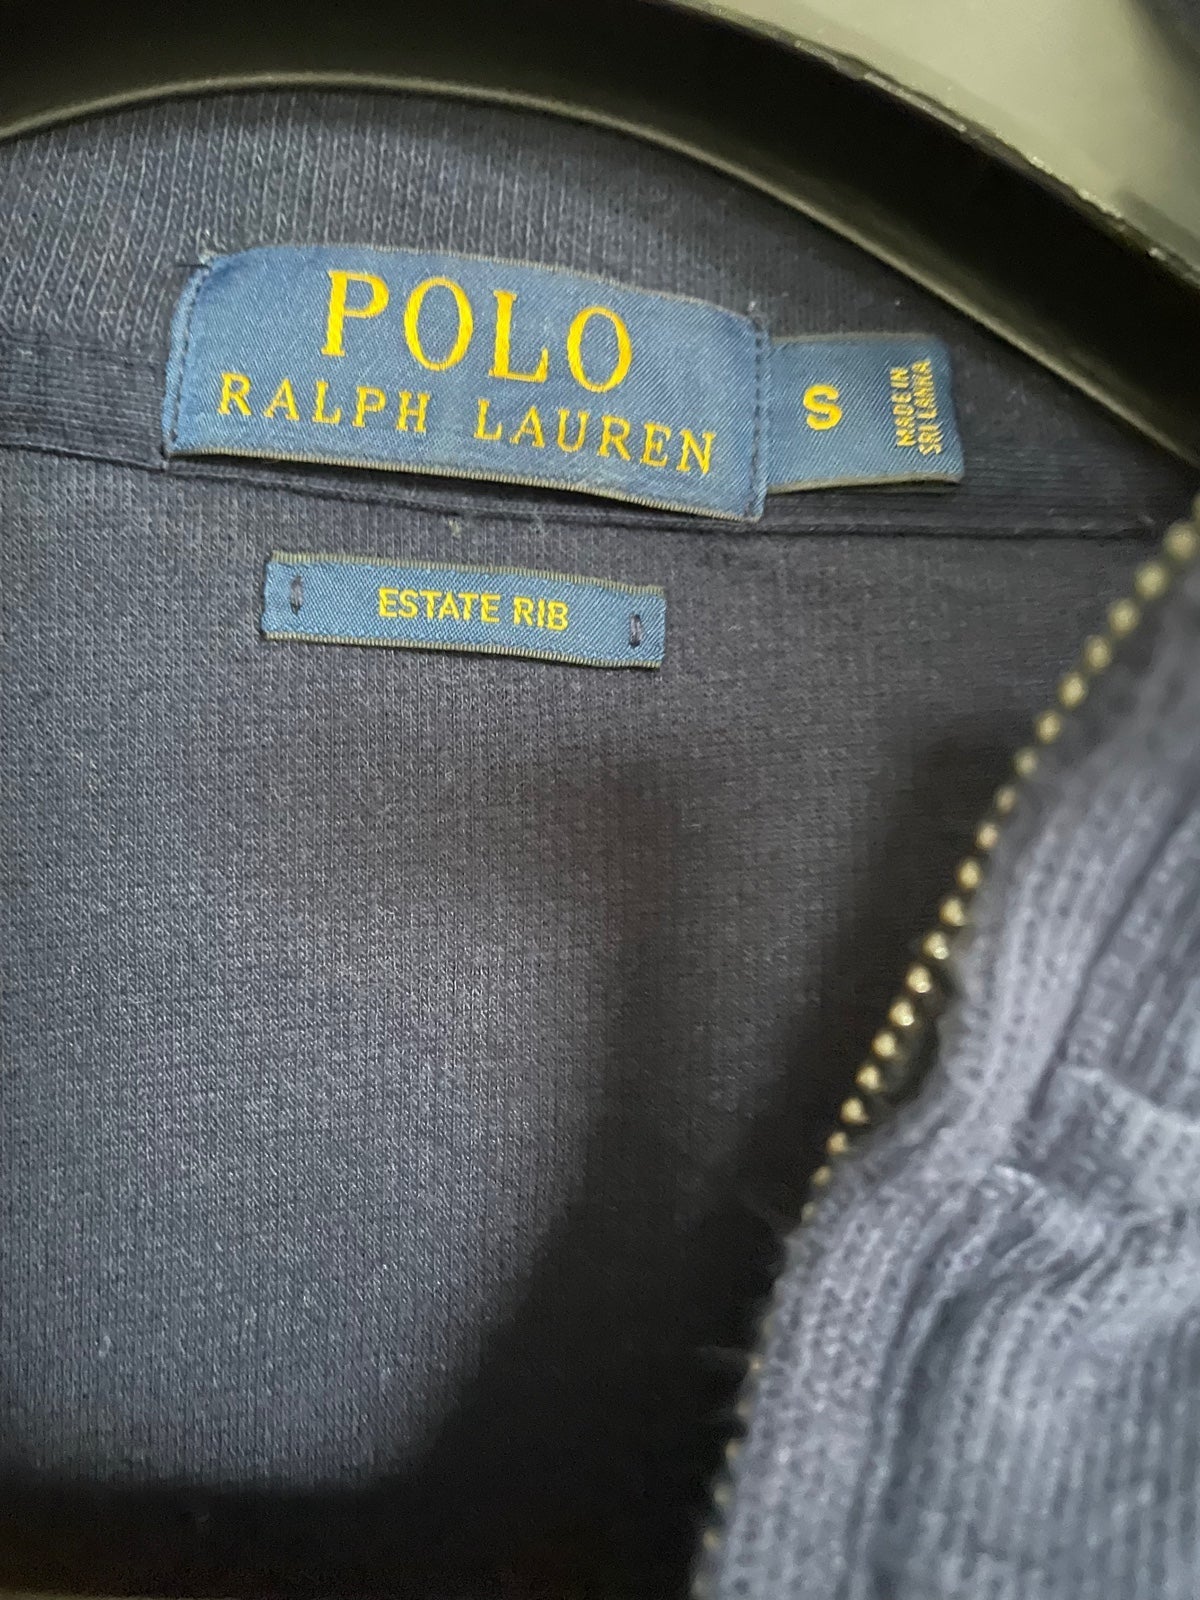 POLO
RALPH LAUREN
S
MADE IN
SRI LANKA
ESTATE RIB